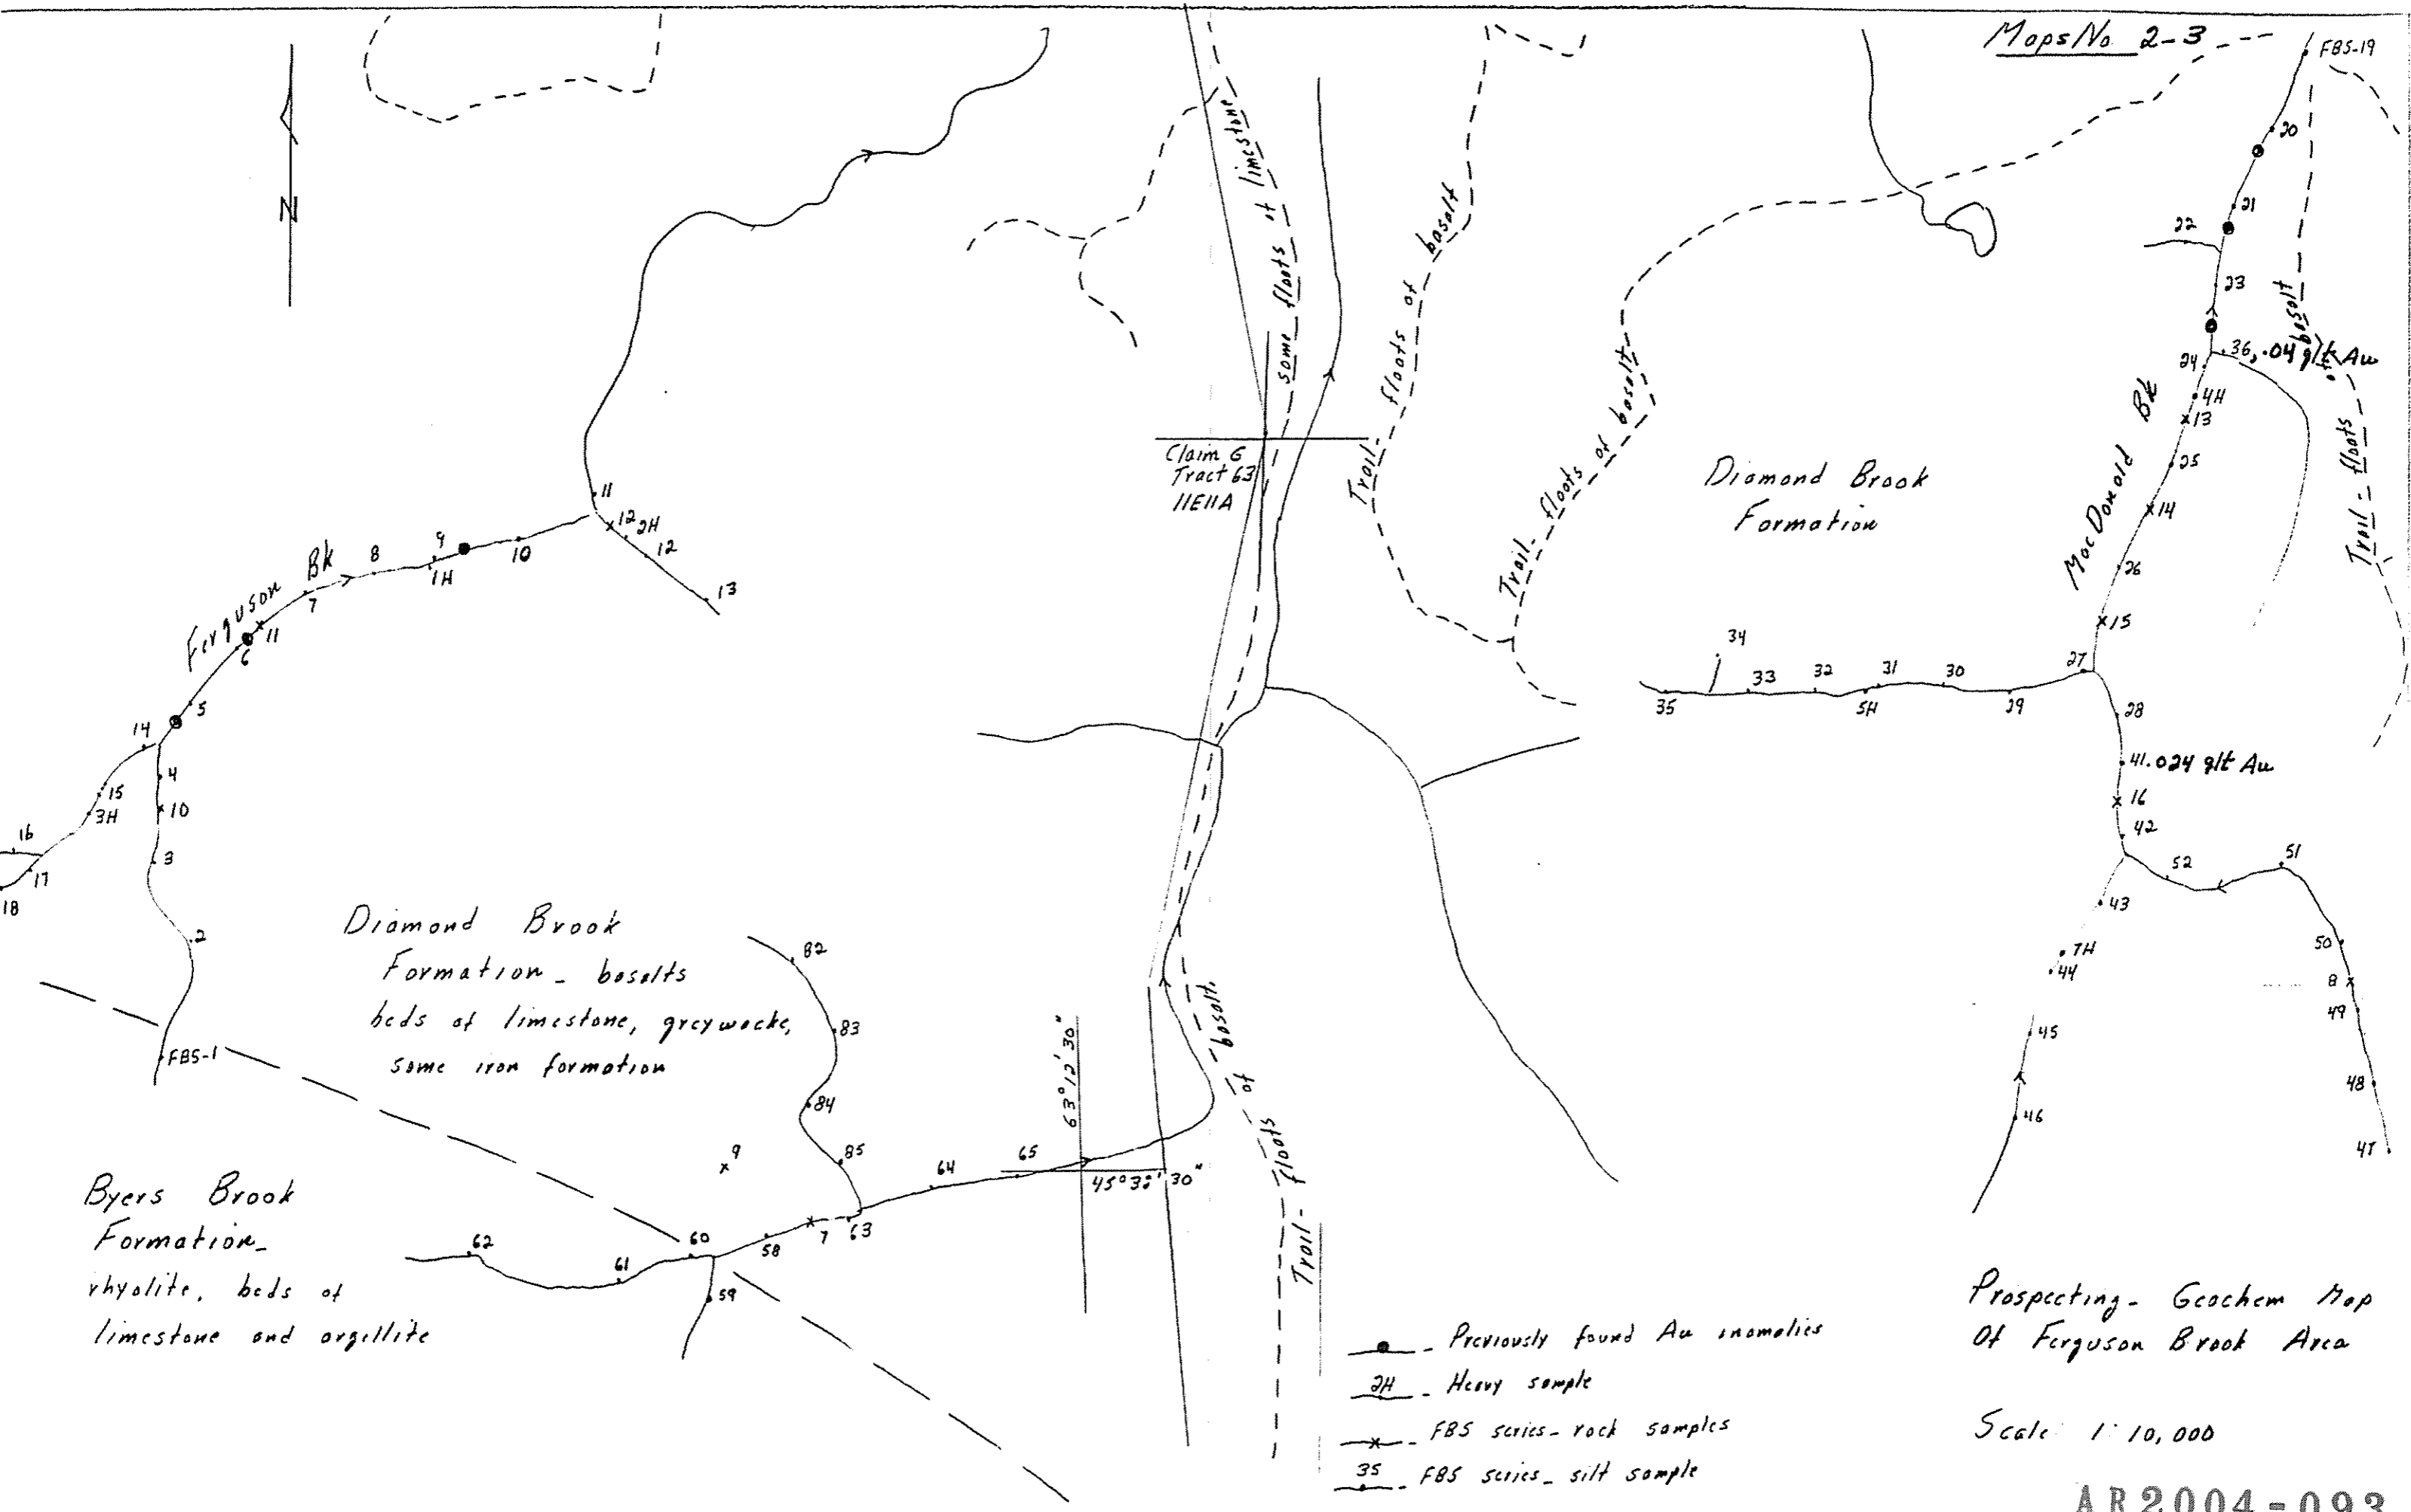 Maps No 2-3
FBS-19
20
21
22
23
24
36, .04 g/t Au
4H
13
25
14
26
15
27
MacDonald Bk
Trail - floats of basalt
N
some floats of limestone
Trail - floats of basalt
Trail - floats of basalt
Claim G
Tract 63
11E11A
Diamond Brook
Formation
Ferguson Bk
11
12
2H
12
13
10
9
1H
8
7
11
6
5
14
4
15
3H
10
16
17
18
3
2
FBS-1
34
35
33
32
5H
31
30
29
28
41 .024 g/t Au
16
42
52
51
43
7H
44
45
46
50
8
49
48
47
Diamond Brook
Formation - basalts
beds of limestone, greywacke,
some iron formation
82
83
84
85
9
64
65
63° 12' 30"
45° 32' 30"
Trail - floats of basalt
Byers Brook
Formation -
rhyolite, beds of
limestone and argillite
62
61
60
59
58
7
63
- Previously found Au anomalies
2H - Heavy sample
- FBS series - rock samples
35 - FBS series - silt sample
Prospecting - Geochem Map
Of Ferguson Brook Area
Scale 1:10,000
AR2004-093